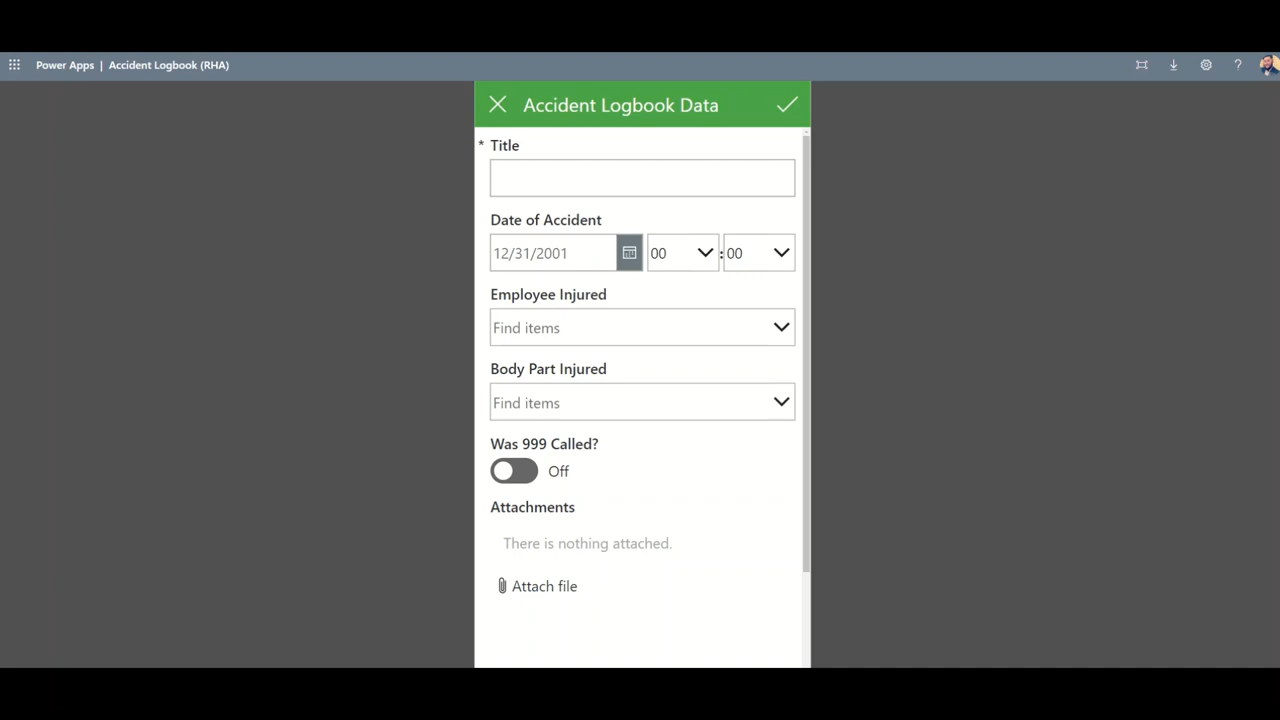 Power Apps | Accident Logbook (RHA)
?
Accident Logbook Data
* Title
Date of Accident
12/31/2001 00 : 00
Employee Injured
Find items
Body Part Injured
Find items
Was 999 Called?
Off
Attachments
There is nothing attached.
Attach file